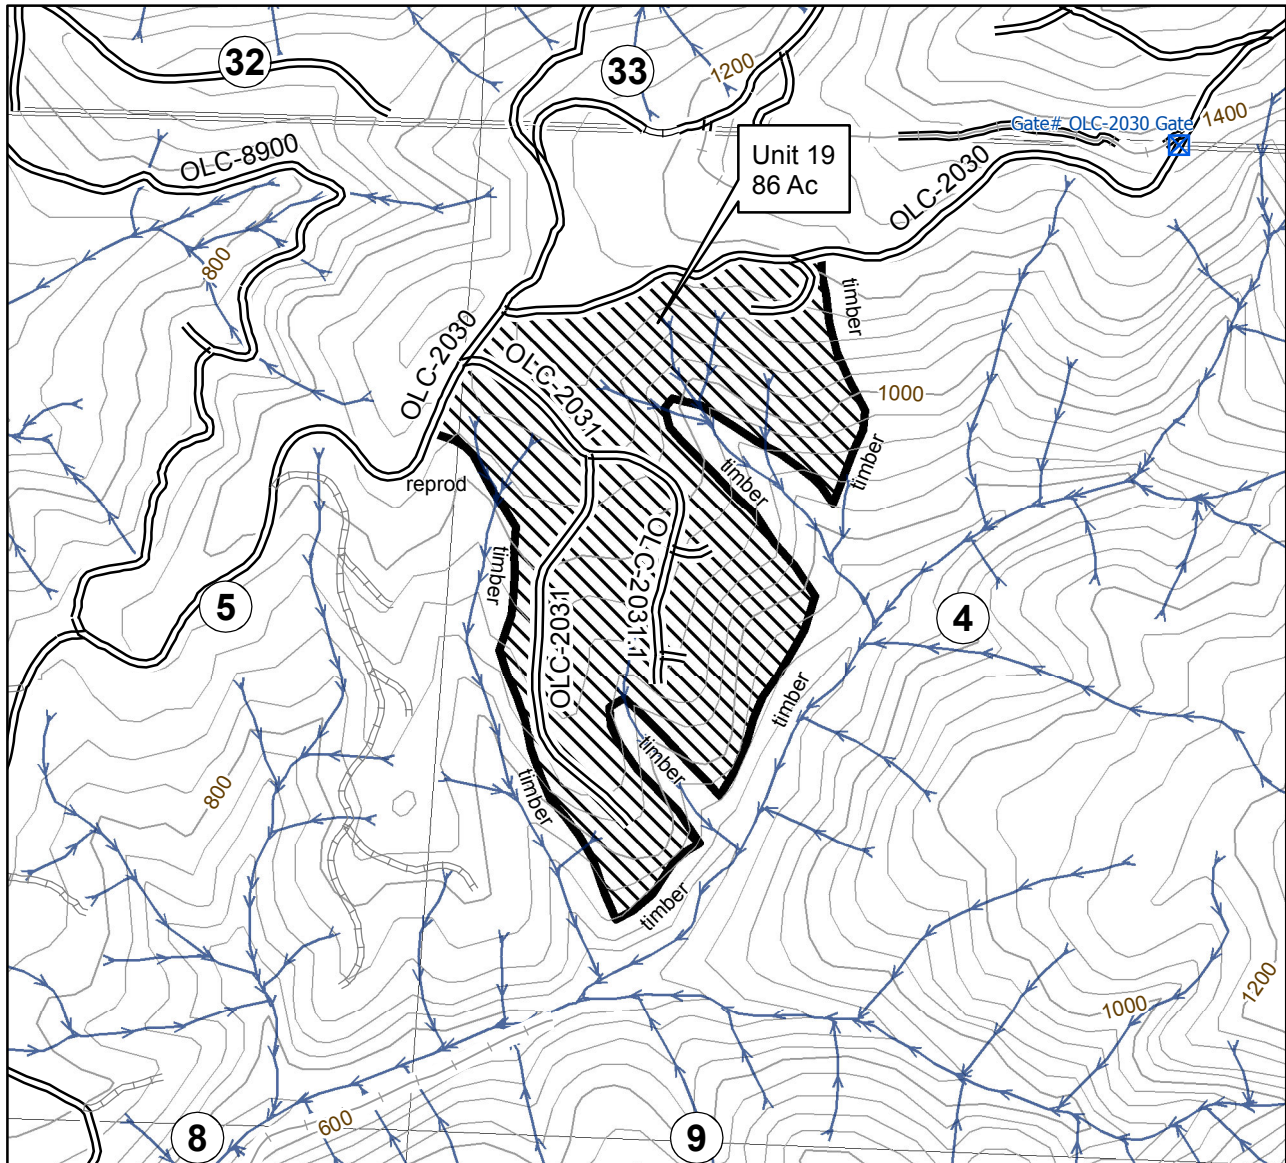 32
33
1200
Gate# OLC-2030 Gate
1400
OLC-8900
Unit 19
86 Ac
OLC-2030
800
timber
OLC-2030
OLC-2031
1000
timber
reprod
timber
timber
OLC-2031.1
5
4
OLC-2031
timber
timber
timber
800
timber
1200
1000
600
8
9